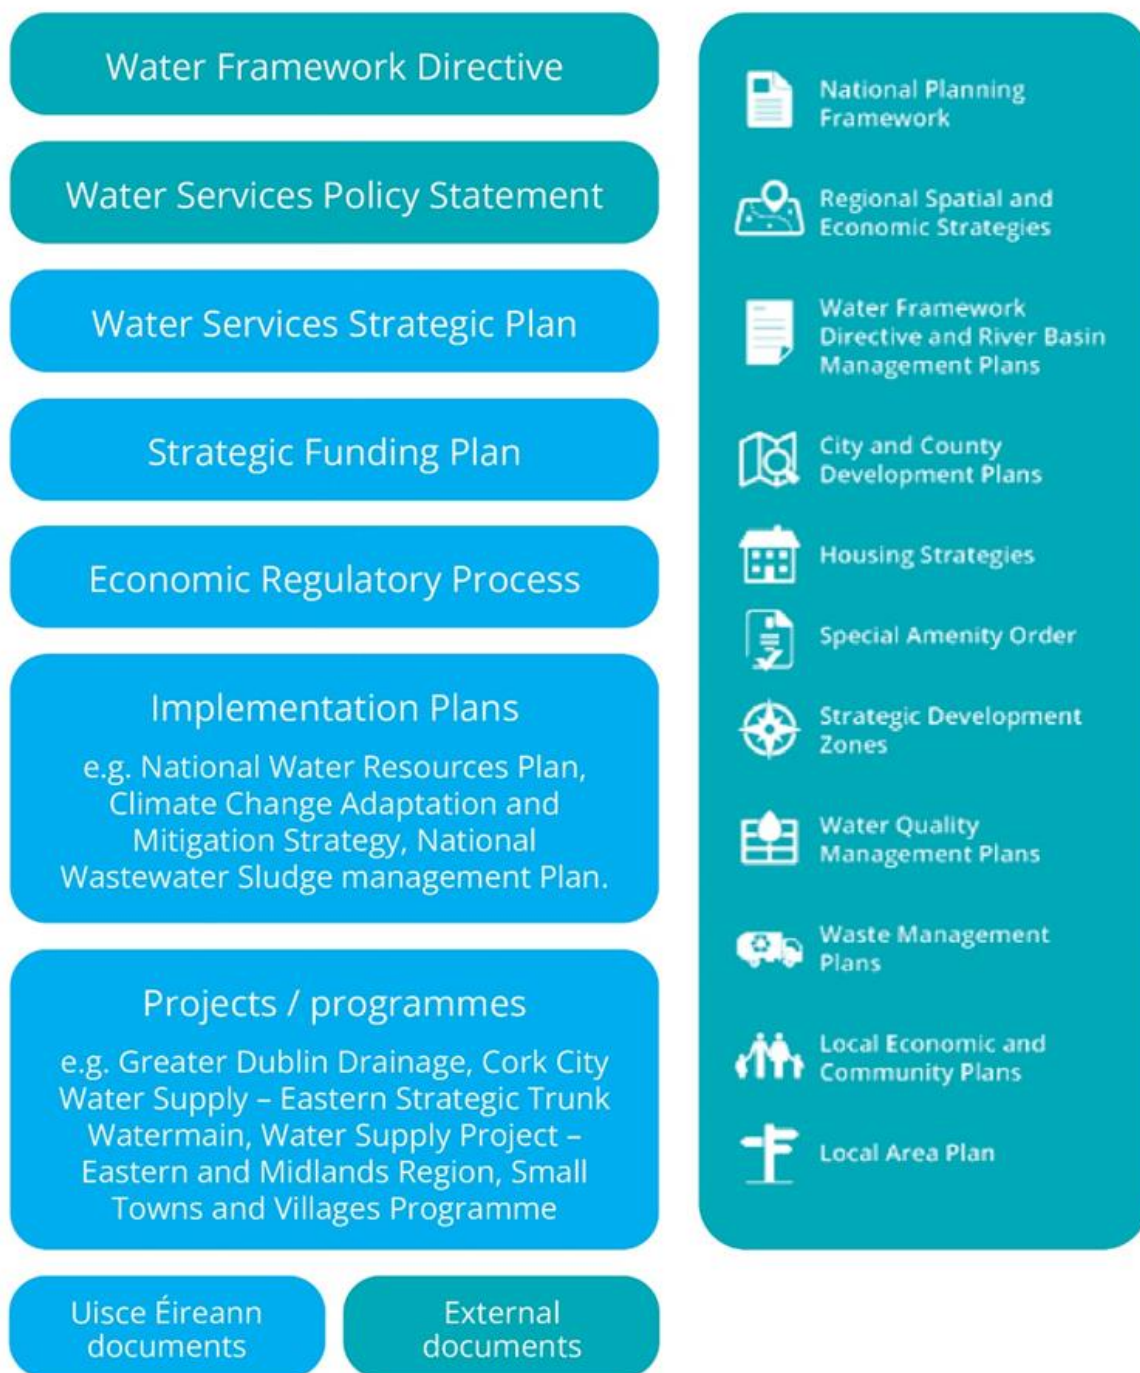 Water Framework Directive
Water Services Policy Statement
Water Services Strategic Plan
Strategic Funding Plan
Economic Regulatory Process
Implementation Plans
e.g. National Water Resources Plan,
Climate Change Adaptation and
Mitigation Strategy, National
Wastewater Sludge management Plan.
Projects / programmes
e.g. Greater Dublin Drainage, Cork City
Water Supply – Eastern Strategic Trunk
Watermain, Water Supply Project –
Eastern and Midlands Region, Small
Towns and Villages Programme
Uisce Éireann
documents
External
documents
National Planning
Framework
Regional Spatial and
Economic Strategies
Water Framework
Directive and River Basin
Management Plans
City and County
Development Plans
Housing Strategies
Special Amenity Order
Strategic Development
Zones
Water Quality
Management Plans
Waste Management
Plans
Local Economic and
Community Plans
Local Area Plan